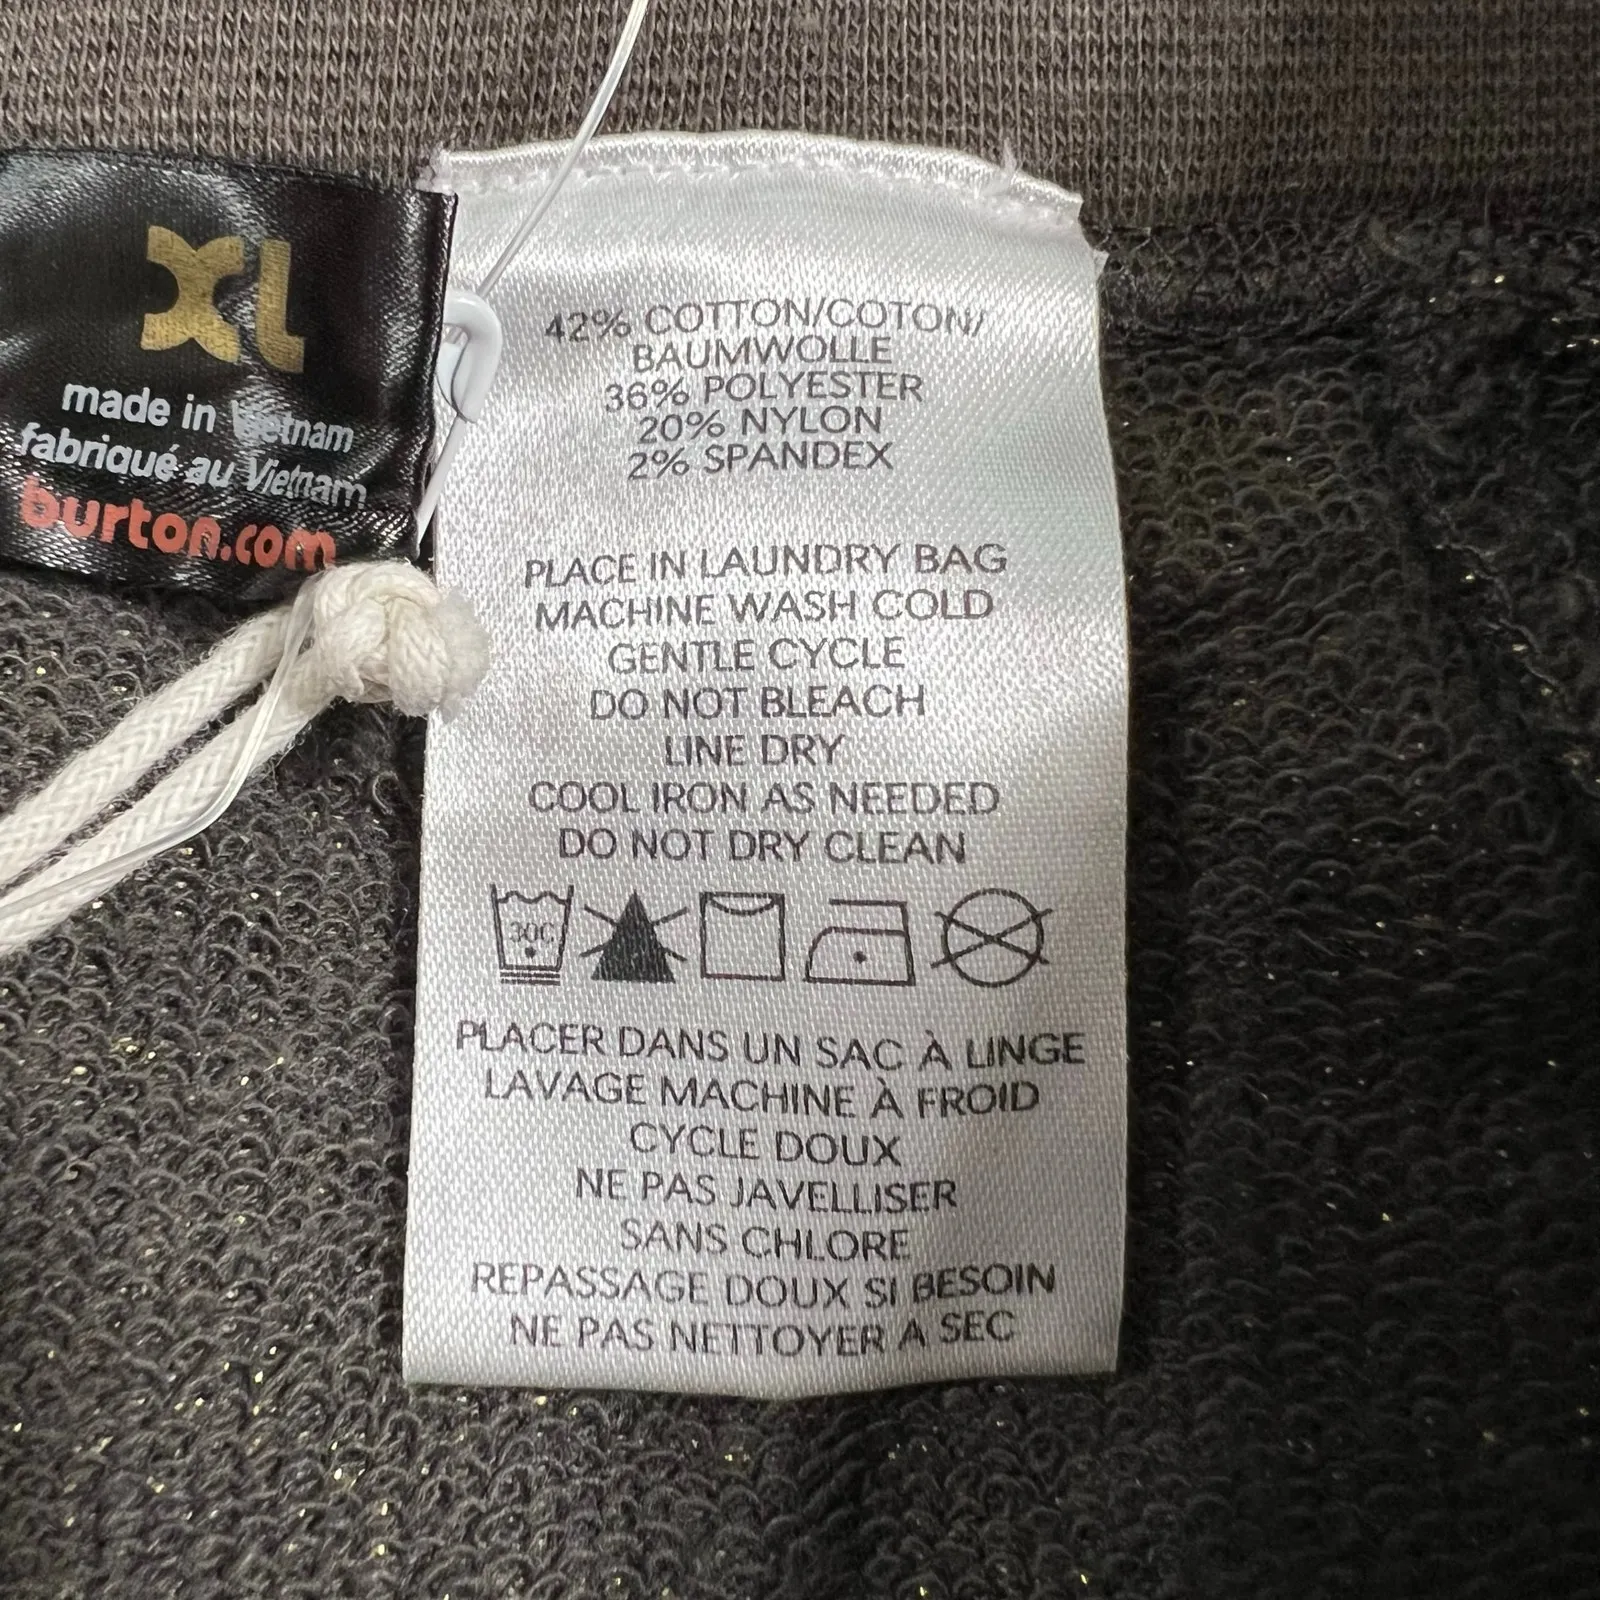 XL
made in Vietnam
fabriqué au Vietnam
burton.com
42% COTTON/COTON/
BAUMWOLLE
36% POLYESTER
20% NYLON
2% SPANDEX
PLACE IN LAUNDRY BAG
MACHINE WASH COLD
GENTLE CYCLE
DO NOT BLEACH
LINE DRY
COOL IRON AS NEEDED
DO NOT DRY CLEAN
30C
PLACER DANS UN SAC À LINGE
LAVAGE MACHINE À FROID
CYCLE DOUX
NE PAS JAVELLISER
SANS CHLORE
REPASSAGE DOUX SI BESOIN
NE PAS NETTOYER A SEC